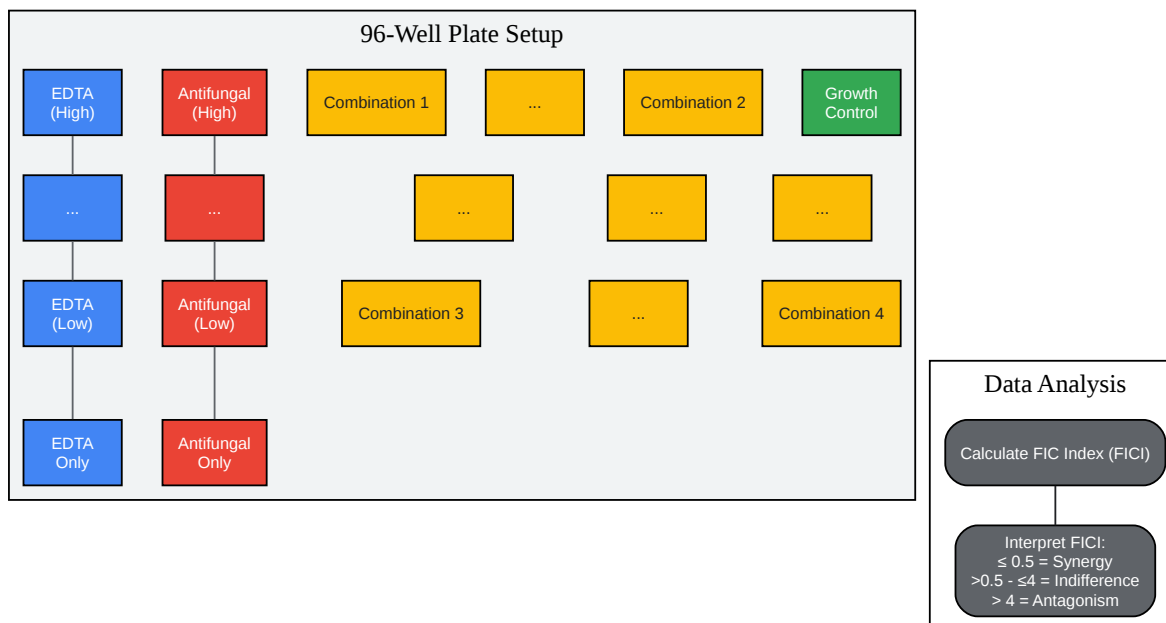 96-Well Plate Setup
EDTA
(High)
Antifungal
(High)
Combination 1
...
Combination 2
Growth
Control
...
...
...
...
...
EDTA
(Low)
Antifungal
(Low)
Combination 3
...
Combination 4
EDTA
Only
Antifungal
Only
Data Analysis
Calculate FIC Index (FICI)
Interpret FICI:
≤ 0.5 = Synergy
>0.5 - ≤4 = Indifference
> 4 = Antagonism